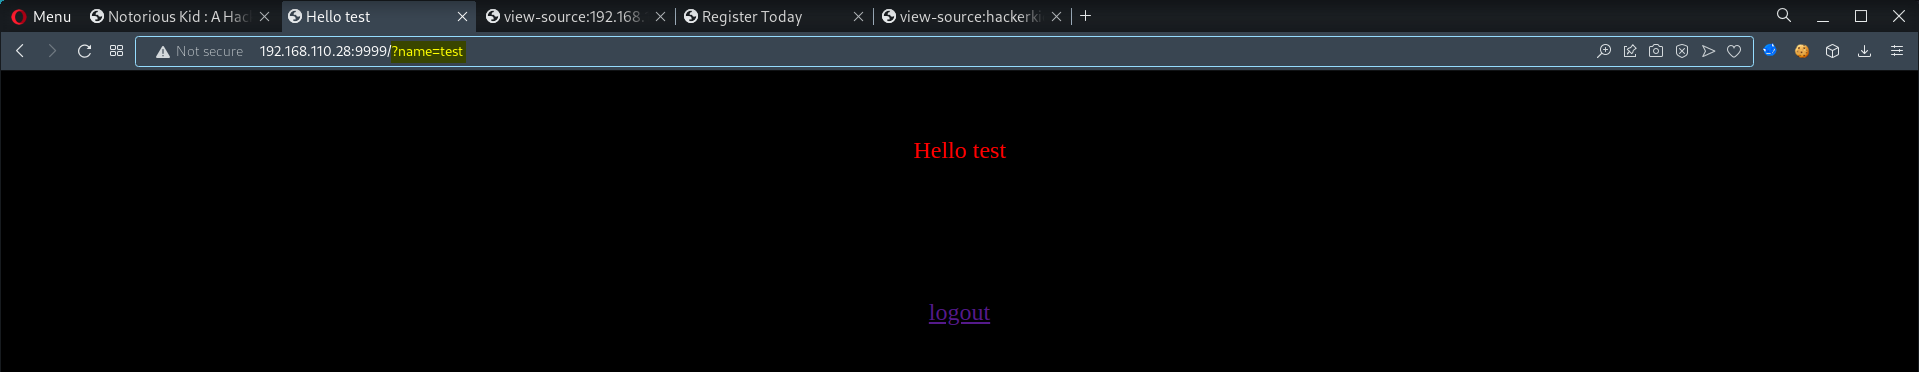 Menu
Notorious Kid : A Hac
Hello test
view-source:192.168.
Register Today
view-source:hackerki
Not secure 192.168.110.28:9999/?name=test
Hello test
logout